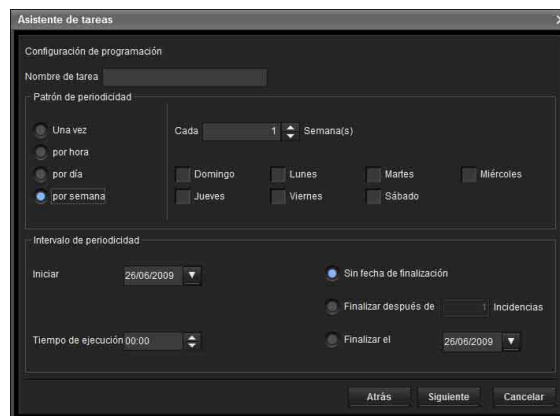 Asistente de tareas
Configuración de programación
Nombre de tarea
Patrón de periodicidad
Una vez
por hora
por día
por semana
Cada 1 Semana(s)
Domingo Lunes Martes Miércoles
Jueves Viernes Sábado
Intervalo de periodicidad
Iniciar 26/06/2009
Sin fecha de finalización
Finalizar después de 1 Incidencias
Tiempo de ejecución 00:00
Finalizar el 26/06/2009
Atrás Siguiente Cancelar